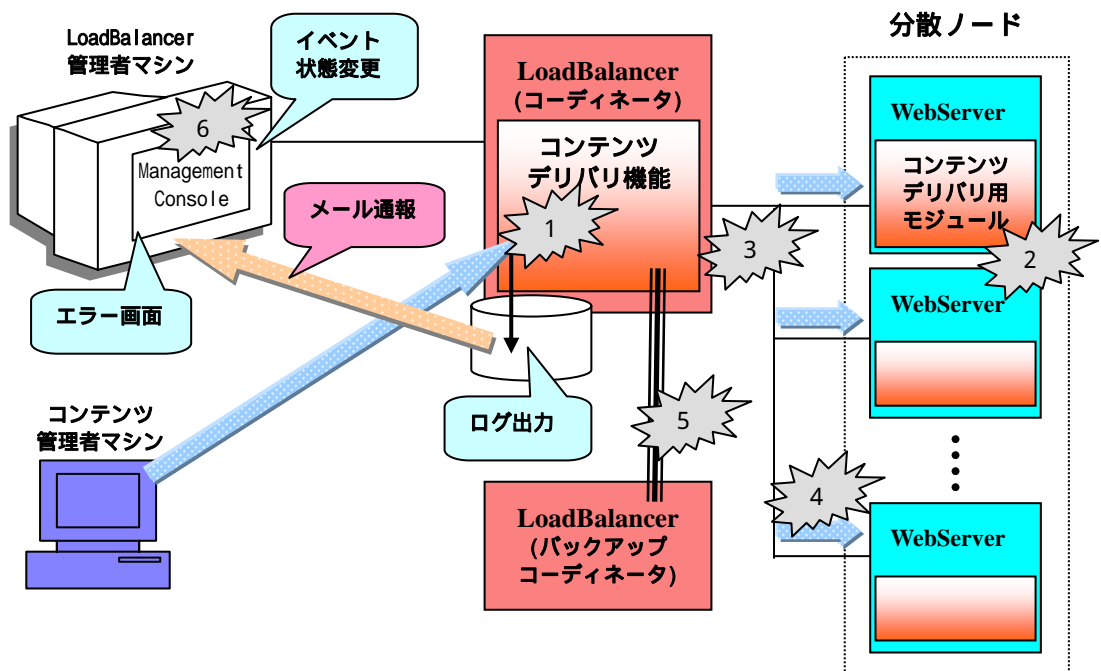 分散ノード
LoadBalancer
管理者マシン
イベント
状態変更
6
Management
Console
メール通報
エラー画面
LoadBalancer
(コーディネータ)
コンテンツ
デリバリ機能
1
3
WebServer
コンテンツ
デリバリ用
モジュール
2
WebServer
ログ出力
5
コンテンツ
管理者マシン
4
LoadBalancer
(バックアップ
コーディネータ)
WebServer